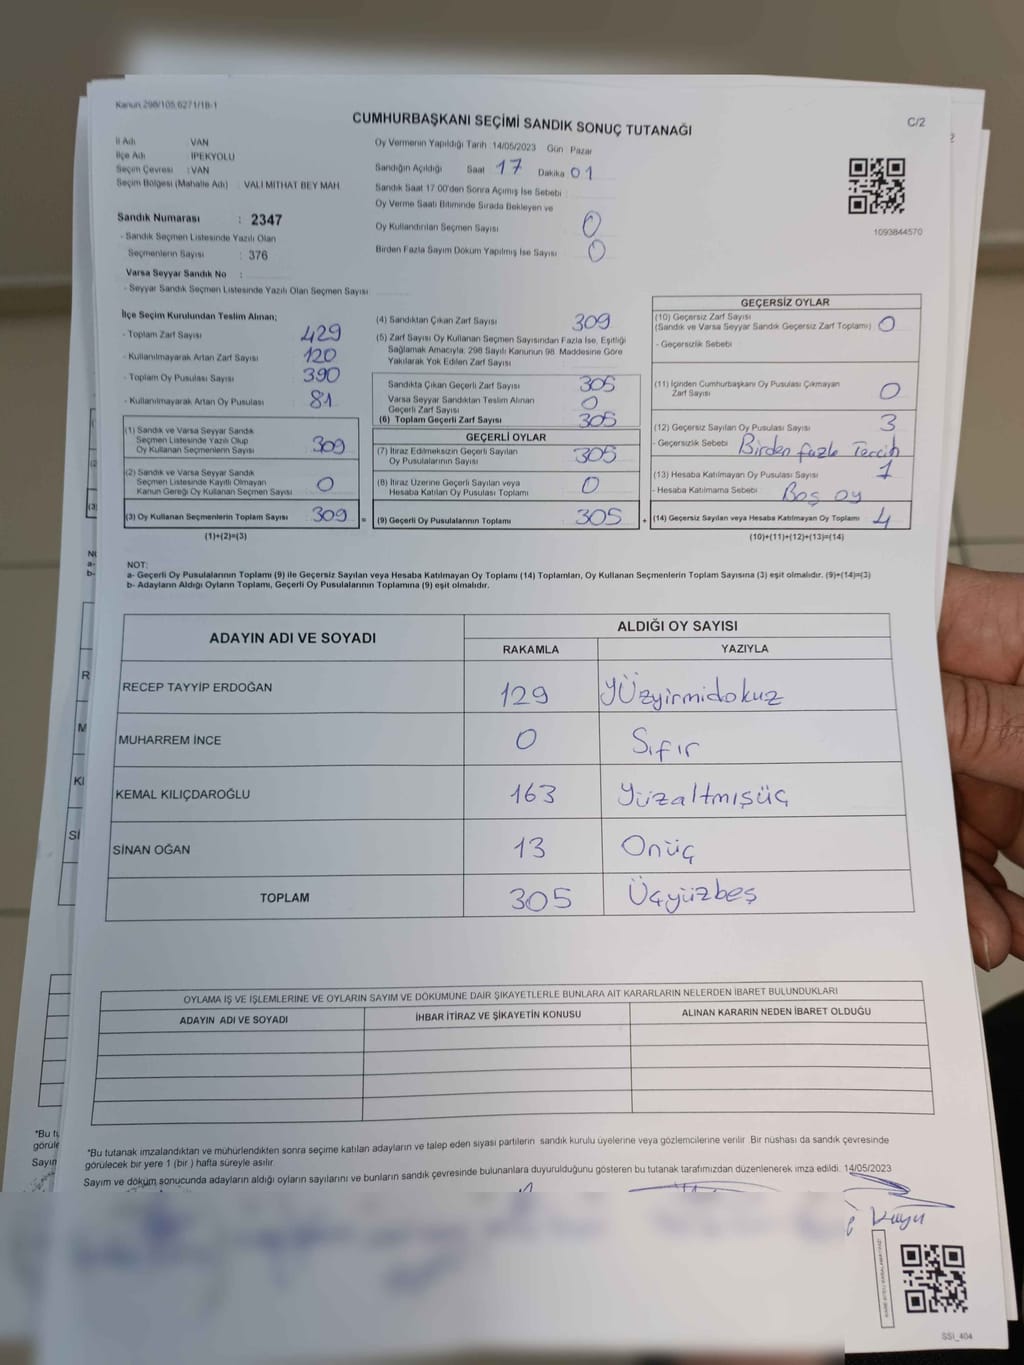 Kanun 298/105,6271/18-1
CUMHURBAŞKANI SEÇİMİ SANDIK SONUÇ TUTANAĞI
C/2
İl Adı : VAN
İlçe Adı : İPEKYOLU
Seçim Çevresi : VAN
Seçim Bölgesi (Mahalle Adı) : VALİ MİTHAT BEY MAH.
Sandık Numarası : 2347
- Sandık Seçmen Listesinde Yazılı Olan
Seçmenlerin Sayısı : 376
Varsa Seyyar Sandık No :
- Seyyar Sandık Seçmen Listesinde Yazılı Olan Seçmen Sayısı
Oy Vermenin Yapıldığı Tarih 14/05/2023 Gün Pazar
Sandığın Açıldığı Saat 17 Dakika 01
Sandık Saat 17.00'den Sonra Açımış İse Sebebi
Oy Verme Saati Bitiminde Sırada Bekleyen ve
Oy Kullandırılan Seçmen Sayısı 0
Birden Fazla Sayım Döküm Yapılmış İse Sayısı 0
1093844570
İlçe Seçim Kurulundan Teslim Alınan;
- Toplam Zarf Sayısı 429
- Kullanılmayarak Artan Zarf Sayısı 120
- Toplam Oy Pusulası Sayısı 390
- Kullanılmayarak Artan Oy Pusulası 81
(1) Sandık ve Varsa Seyyar Sandık
Seçmen Listesinde Yazılı Olup
Oy Kullanan Seçmenlerin Sayısı 309
(2) Sandık ve Varsa Seyyar Sandık
Seçmen Listesinde Kayıtlı Olmayan
Kanun Gereği Oy Kullanan Seçmen Sayısı 0
(3) Oy Kullanan Seçmenlerin Toplam Sayısı 309 =
(1)+(2)=(3)
(4) Sandıktan Çıkan Zarf Sayısı 309
(5) Zarf Sayısı Oy Kullanan Seçmen Sayısından Fazla İse, Eşitliği
Sağlamak Amacıyla, 298 Sayılı Kanunun 98. Maddesine Göre
Yakılarak Yok Edilen Zarf Sayısı
Sandıkta Çıkan Geçerli Zarf Sayısı 305
Varsa Seyyar Sandıktan Teslim Alınan
Geçerli Zarf Sayısı 0
(6) Toplam Geçerli Zarf Sayısı 305
GEÇERLİ OYLAR
(7) İtiraz Edilmeksizin Geçerli Sayılan
Oy Pusulalarının Sayısı 305
(8) İtiraz Üzerine Geçerli Sayılan veya
Hesaba Katılan Oy Pusulası Toplamı 0
(9) Geçerli Oy Pusulalarının Toplamı 305 +
GEÇERSİZ OYLAR
(10) Geçersiz Zarf Sayısı
(Sandık ve Varsa Seyyar Sandık Geçersiz Zarf Toplamı) 0
- Geçersizlik Sebebi
(11) İçinden Cumhurbaşkanı Oy Pusulası Çıkmayan
Zarf Sayısı 0
(12) Geçersiz Sayılan Oy Pusulası Sayısı 3
- Geçersizlik Sebebi Birden fazla Tercih
(13) Hesaba Katılmayan Oy Pusulası Sayısı 1
- Hesaba Katılmama Sebebi Boş oy
(14) Geçersiz Sayılan veya Hesaba Katılmayan Oy Toplamı 4
(10)+(11)+(12)+(13)=(14)
NOT:
a- Geçerli Oy Pusulalarının Toplamı (9) ile Geçersiz Sayılan veya Hesaba Katılmayan Oy Toplamı (14) Toplamları, Oy Kullanan Seçmenlerin Toplam Sayısına (3) eşit olmalıdır. (9)+(14)=(3)
b- Adayların Aldığı Oyların Toplamı, Geçerli Oy Pusulalarının Toplamına (9) eşit olmalıdır.
ADAYIN ADI VE SOYADI
ALDIĞI OY SAYISI
RAKAMLA YAZIYLA
RECEP TAYYİP ERDOĞAN 129 Yüzyirmidokuz
MUHARREM İNCE 0 Sıfır
KEMAL KILIÇDAROĞLU 163 Yüzaltmışüç
SİNAN OĞAN 13 Onüç
TOPLAM 305 Üçyüzbeş
OYLAMA İŞ VE İŞLEMLERİNE VE OYLARIN SAYIM VE DÖKÜMÜNE DAİR ŞİKAYETLERLE BUNLARA AİT KARARLARIN NELERDEN İBARET BULUNDUKLARI
ADAYIN ADI VE SOYADI İHBAR İTİRAZ VE ŞİKAYETİN KONUSU ALINAN KARARIN NEDEN İBARET OLDUĞU
*Bu tutanak imzalandıktan ve mühürlendikten sonra seçime katılan adayların ve talep eden siyasi partilerin sandık kurulu üyelerine veya gözlemcilerine verilir. Bir nüshası da sandık çevresinde
görülecek bir yere 1 (bir ) hafta süreyle asılır.
Sayım ve döküm sonucunda adayların aldığı oyların sayılarını ve bunların sandık çevresinde bulunanlara duyurulduğunu gösteren bu tutanak tarafımızdan düzenlenerek imza edildi. 14/05/2023
SSI_404